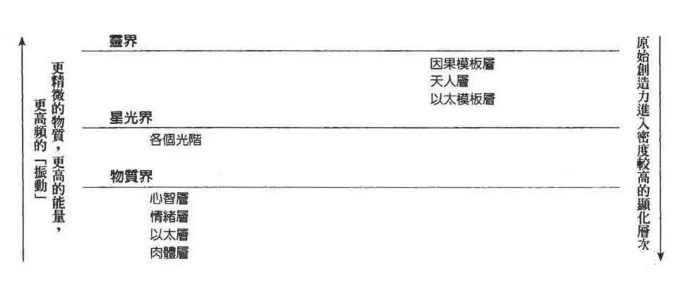 更精微的物質，更高的能量，
更高頻的「振動」
靈界
因果模板層
天人層
以太模板層
星光界
各個光階
物質界
心智層
情緒層
以太層
肉體層
原始創造力進入密度較高的顯化層次